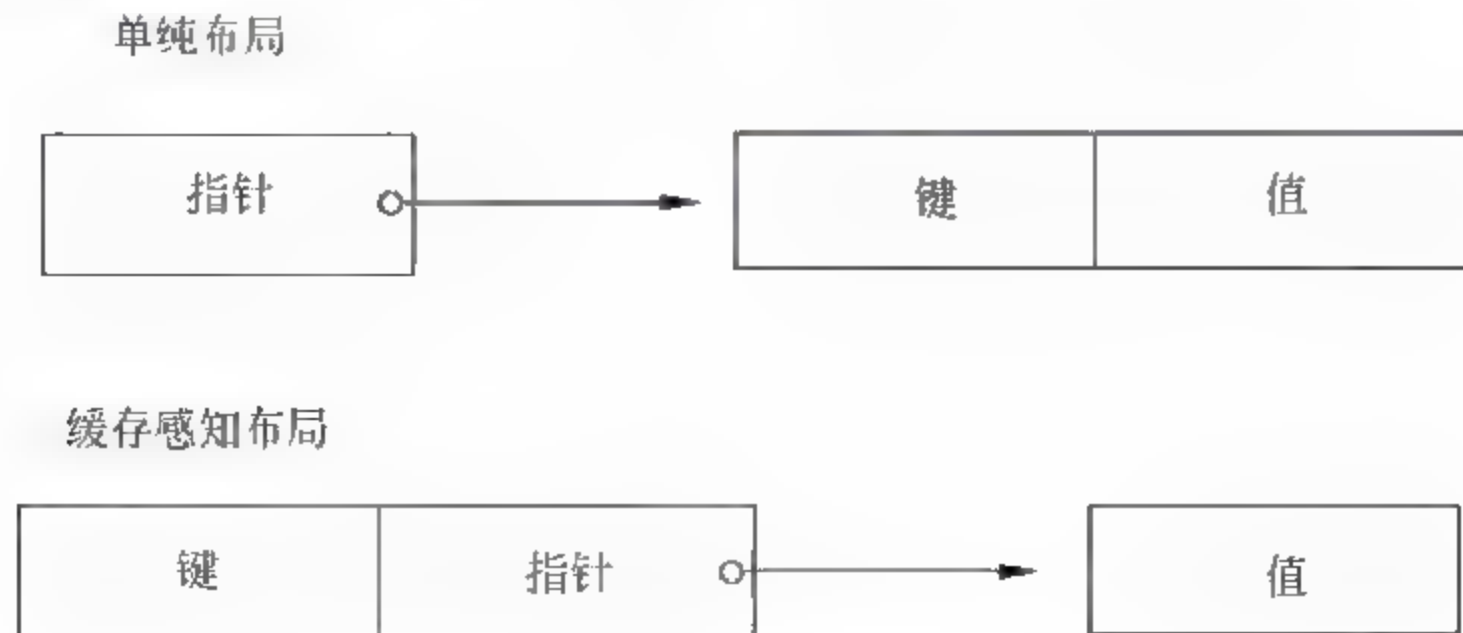 单纯布局
指针 键 值
缓存感知布局
键 指针 值